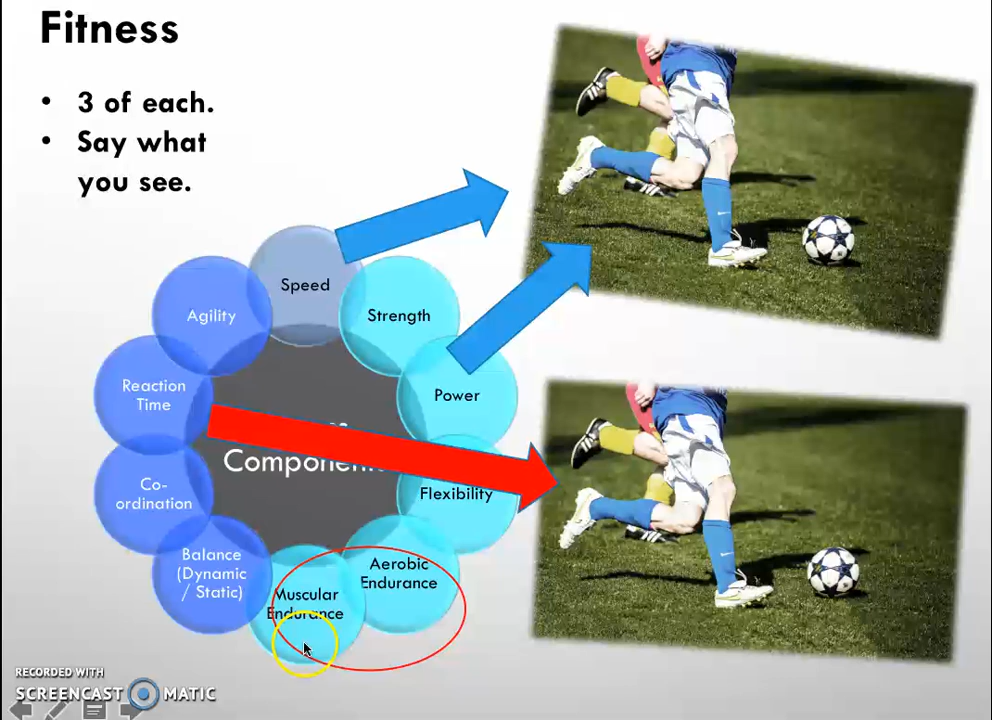 Fitness
• 3 of each.
• Say what
you see.
Speed
Strength
Power
Flexibility
Aerobic
Endurance
Muscular
Endurance
Balance
(Dynamic
/ Static)
Co-
ordination
Reaction
Time
Agility
RECORDED WITH
SCREENCAST MATIC